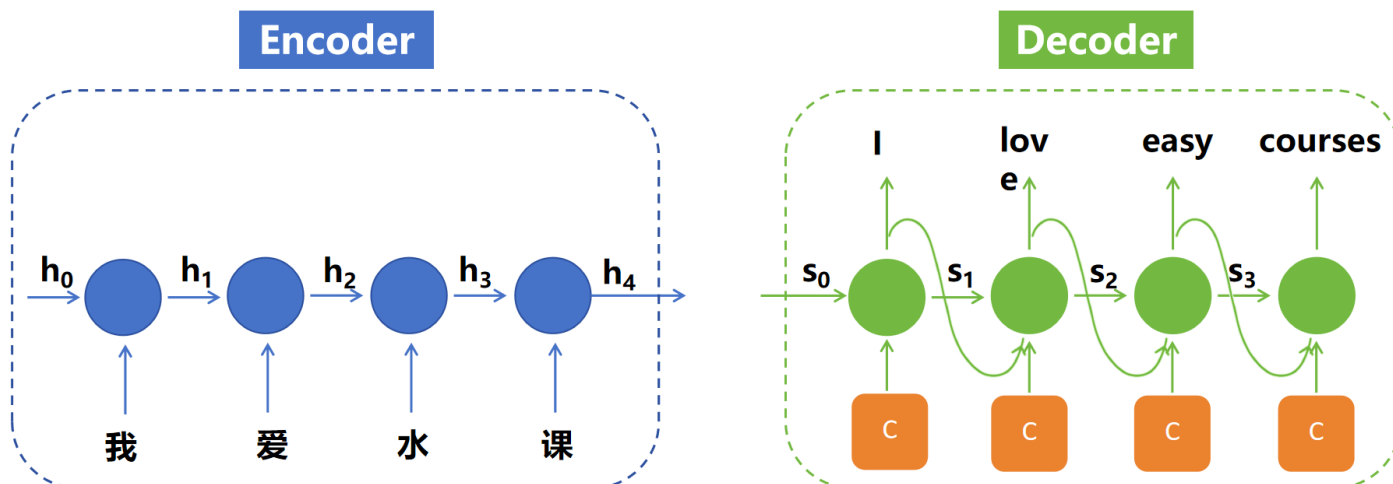 Encoder
Decoder
I
lov
e
easy
courses
h₀
h₁
h₂
h₃
h₄
s₀
s₁
s₂
s₃
我
爱
水
课
C
C
C
C